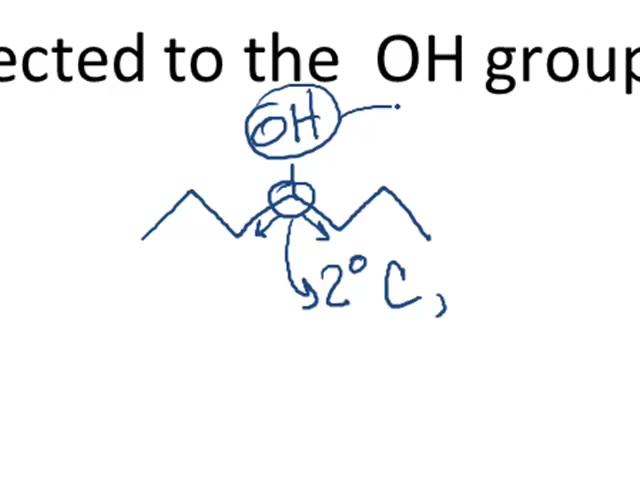 ected to the OH group
OH
2° C,